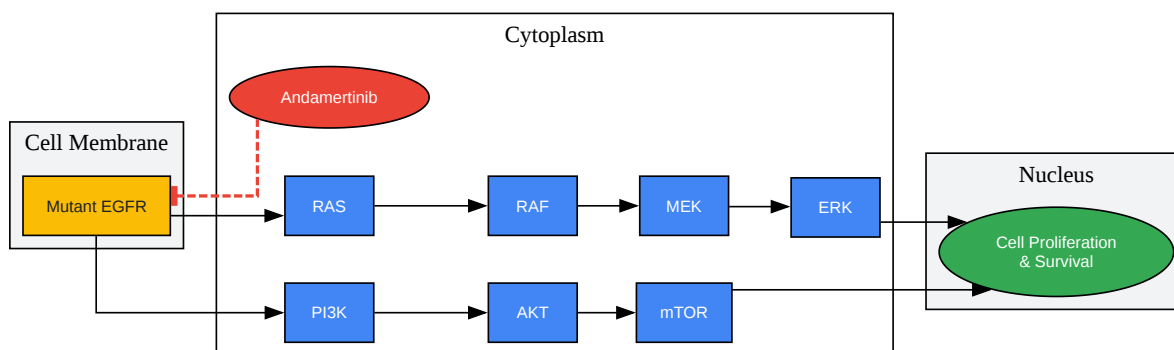 Cytoplasm
Andamertinib
Cell Membrane
Mutant EGFR
RAS
RAF
MEK
ERK
Nucleus
Cell Proliferation
& Survival
PI3K
AKT
mTOR